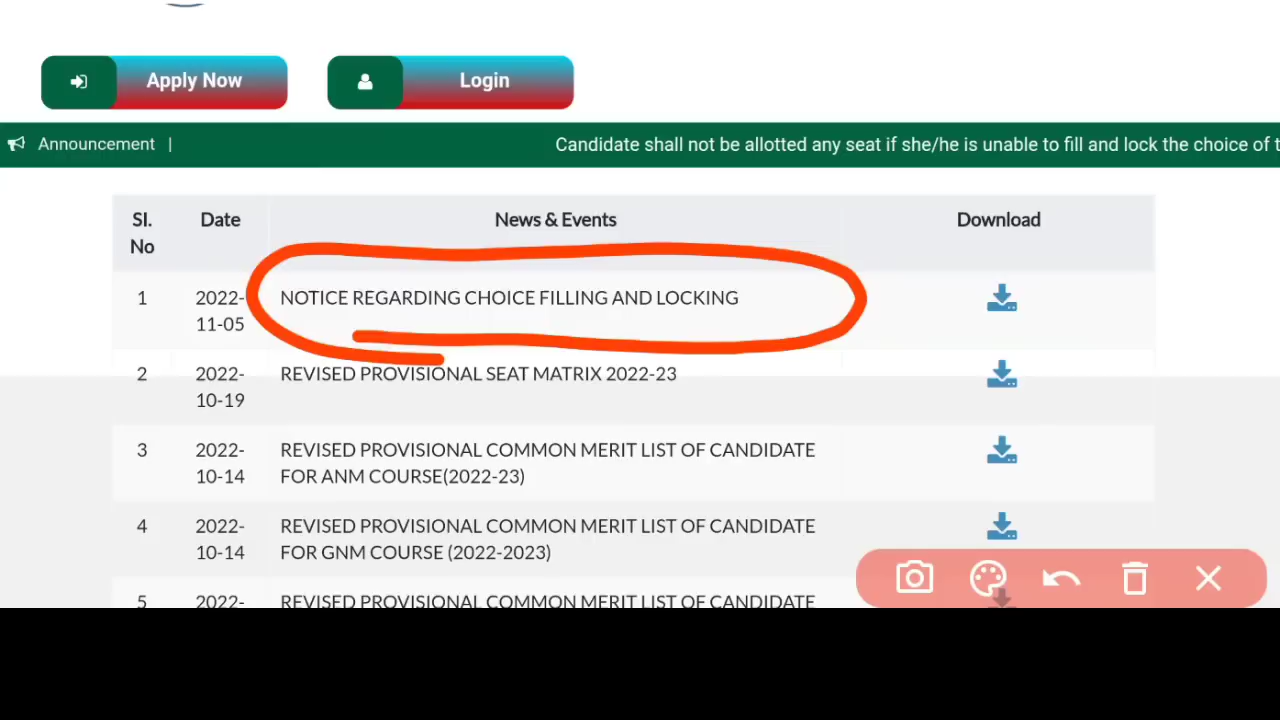 Apply Now
Login
Announcement |
Candidate shall not be allotted any seat if she/he is unable to fill and lock the choice of t
Sl. No
Date
News & Events
Download
1
2022-
11-05
NOTICE REGARDING CHOICE FILLING AND LOCKING
2
2022-
10-19
REVISED PROVISIONAL SEAT MATRIX 2022-23
3
2022-
10-14
REVISED PROVISIONAL COMMON MERIT LIST OF CANDIDATE
FOR ANM COURSE(2022-23)
4
2022-
10-14
REVISED PROVISIONAL COMMON MERIT LIST OF CANDIDATE
FOR GNM COURSE (2022-2023)
5
2022-
REVISED PROVISIONAL COMMON MERIT LIST OF CANDIDATE